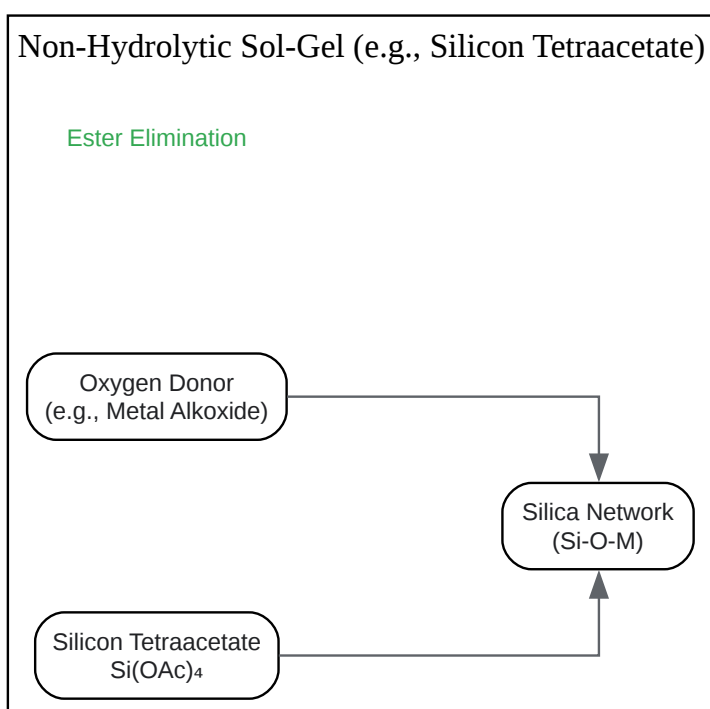 Non-Hydrolytic Sol-Gel (e.g., Silicon Tetraacetate)
Ester Elimination
Oxygen Donor
(e.g., Metal Alkoxide)
Silica Network
(Si-O-M)
Silicon Tetraacetate
Si(OAc)₄